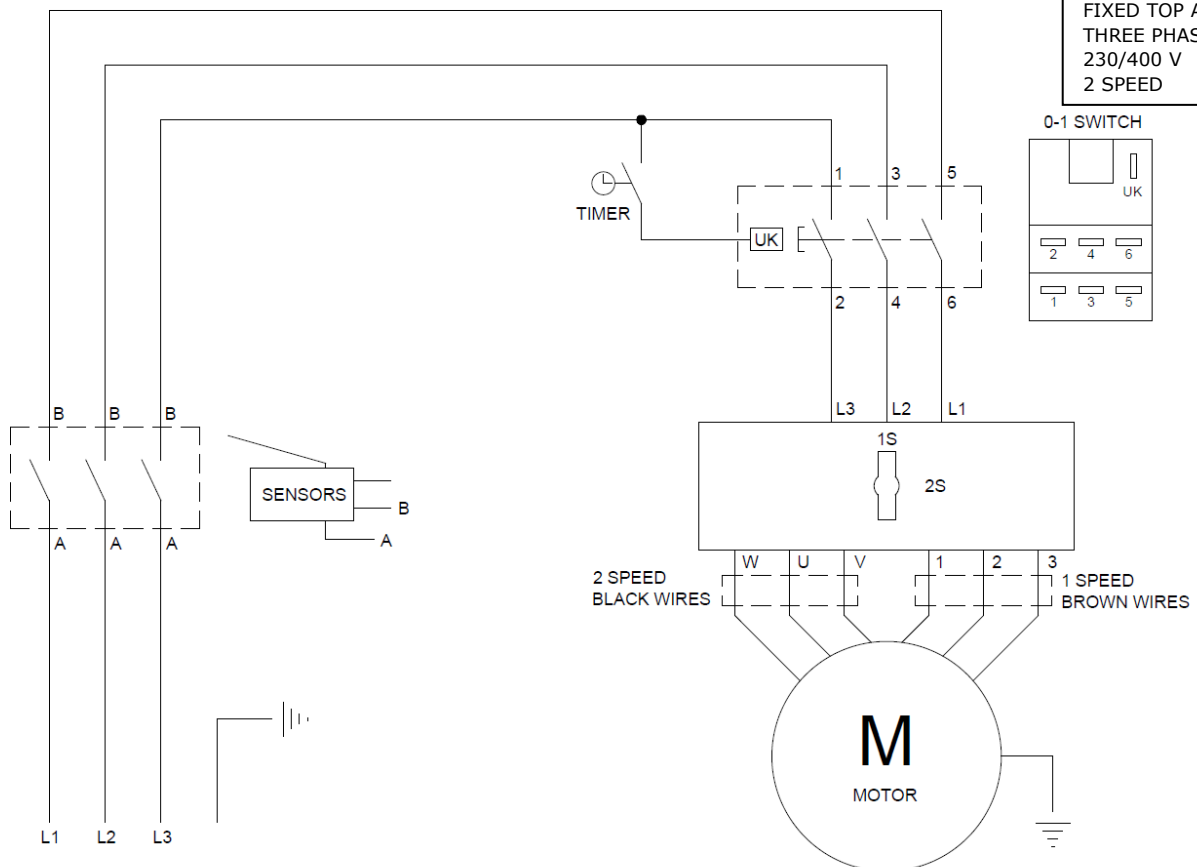 FIXED TOP A
THREE PHAS
230/400 V
2 SPEED
0-1 SWITCH
UK
2 4 6
1 3 5
TIMER
1 3 5
UK
2 4 6
B B B
A A A
SENSORS
B
A
L3 L2 L1
1S
2S
W U V 1 2 3
2 SPEED
BLACK WIRES
1 SPEED
BROWN WIRES
M
MOTOR
L1 L2 L3